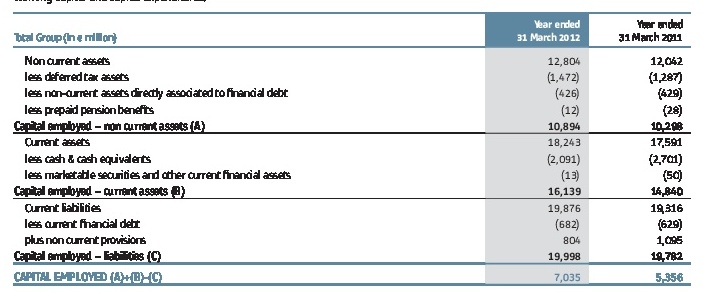 Year ended Year ended
Total Group (in € million) 31 March 2012 31 March 2011
Non current assets 12,804 12,042
less deferred tax assets (1,472) (1,287)
less non-current assets directly associated to financial debt (426) (429)
less prepaid pension benefits (12) (28)
Capital employed – non current assets (A) 10,894 10,298
Current assets 18,243 17,591
less cash & cash equivalents (2,091) (2,701)
less marketable securities and other current financial assets (13) (50)
Capital employed – current assets (B) 16,139 14,840
Current liabilities 19,876 19,316
less current financial debt (682) (629)
plus non current provisions 804 1,095
Capital employed – liabilities (C) 19,998 19,782
CAPITAL EMPLOYED (A)+(B)-(C) 7,035 5,356